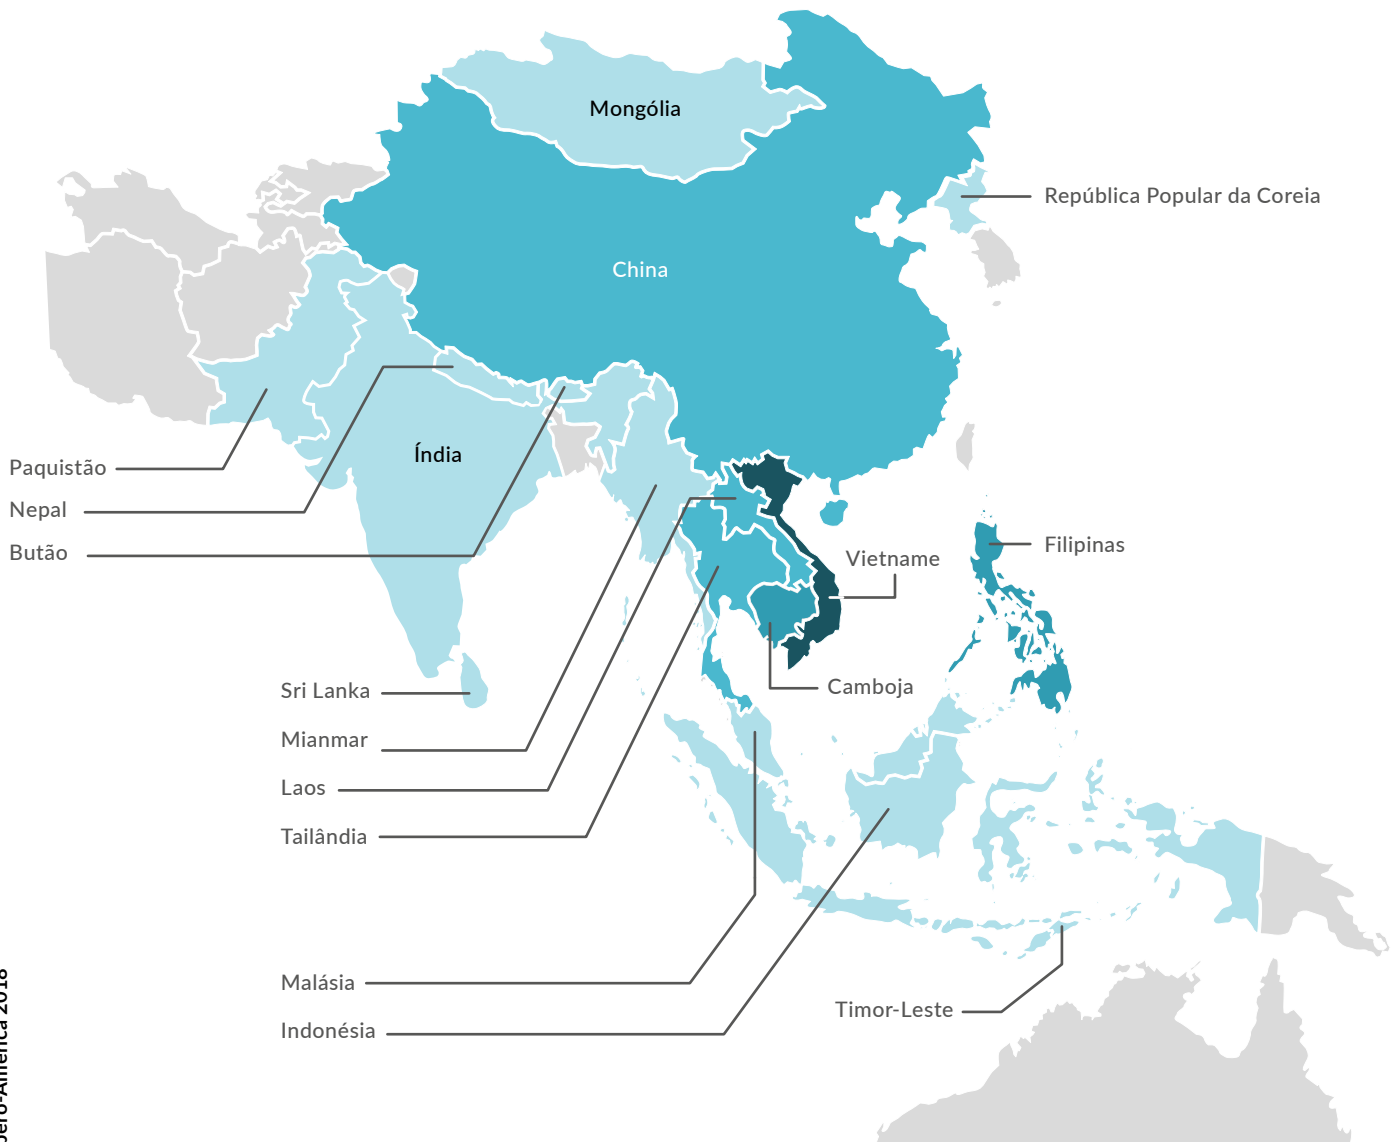 Mongólia
República Popular da Coreia
China
Índia
Paquistão
Nepal
Butão
Filipinas
Vietname
Sri Lanka
Camboja
Mianmar
Laos
Tailândia
Malásia
Timor-Leste
Indonésia
2018